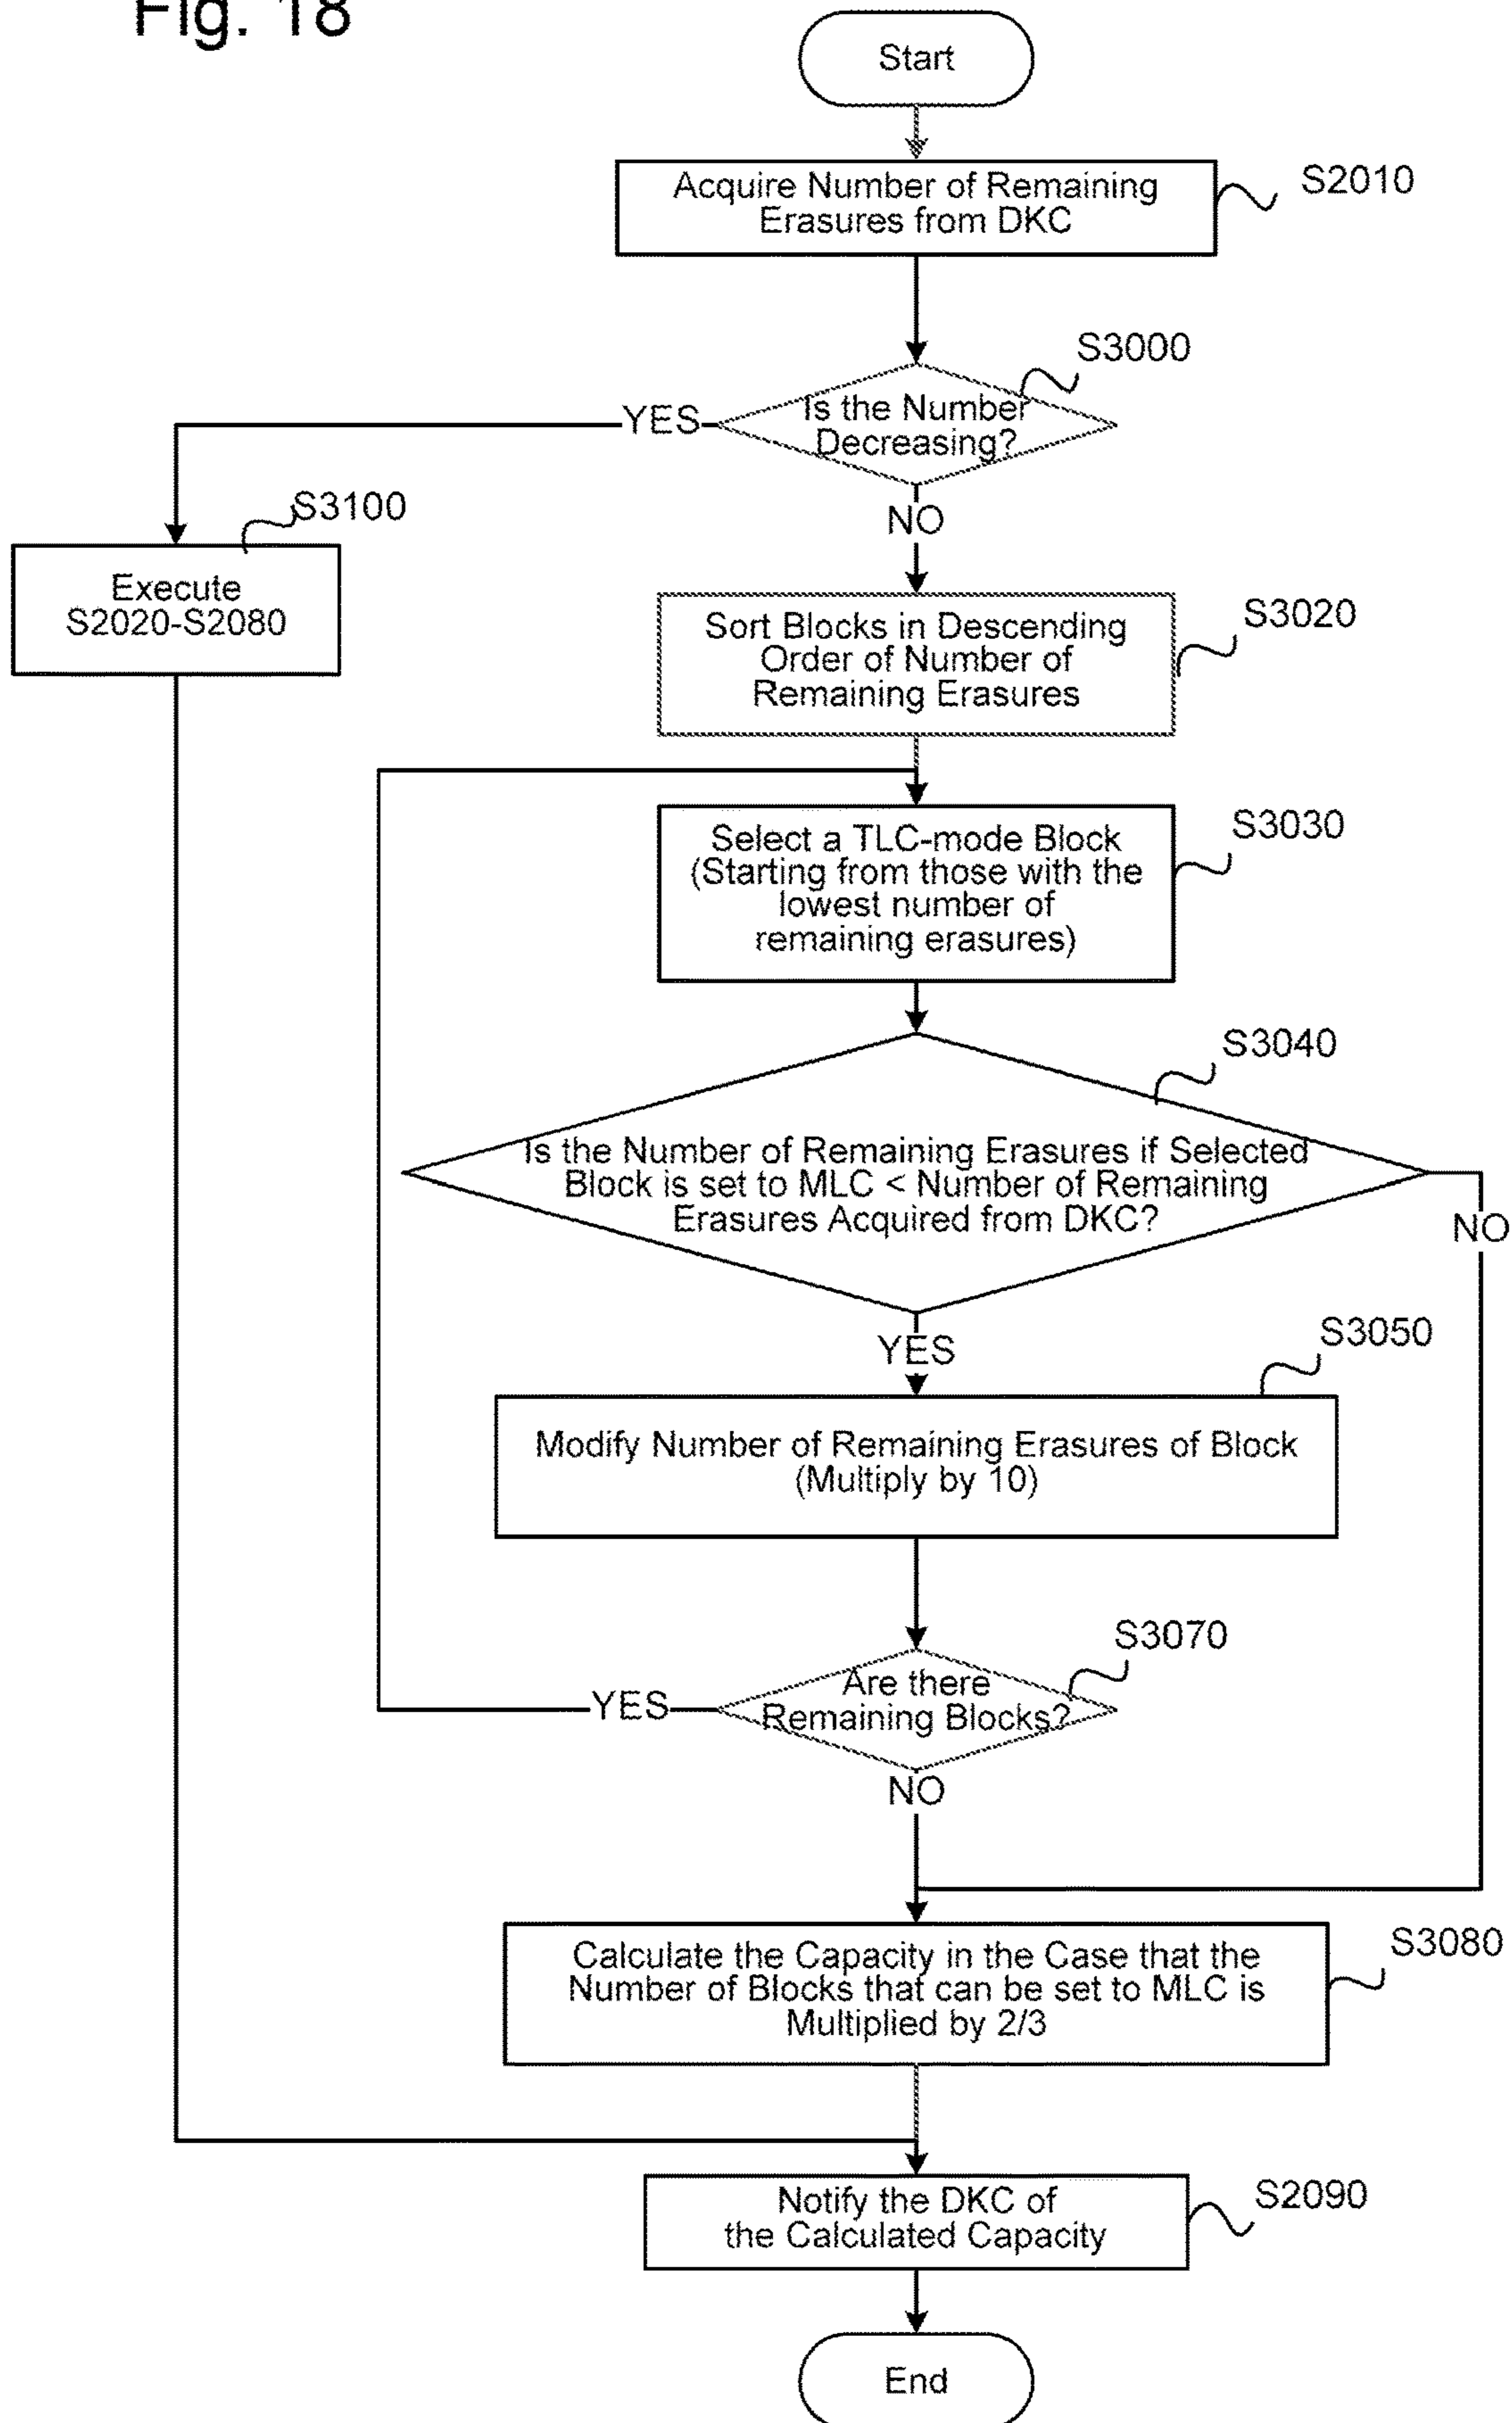 Fig. 18
Start
Acquire Number of Remaining
Erasures from DKC
S2010
S3000
Is the Number
Decreasing?
YES
NO
S3100
Execute
S2020-S2080
Sort Blocks in Descending
Order of Number of
Remaining Erasures
S3020
Select a TLC-mode Block
(Starting from those with the
lowest number of
remaining erasures)
S3030
S3040
Is the Number of Remaining Erasures if Selected
Block is set to MLC < Number of Remaining
Erasures Acquired from DKC?
NO
YES
S3050
Modify Number of Remaining Erasures of Block
(Multiply by 10)
S3070
Are there
Remaining Blocks?
YES
NO
Calculate the Capacity in the Case that the
Number of Blocks that can be set to MLC is
Multiplied by 2/3
S3080
Notify the DKC of
the Calculated Capacity
S2090
End